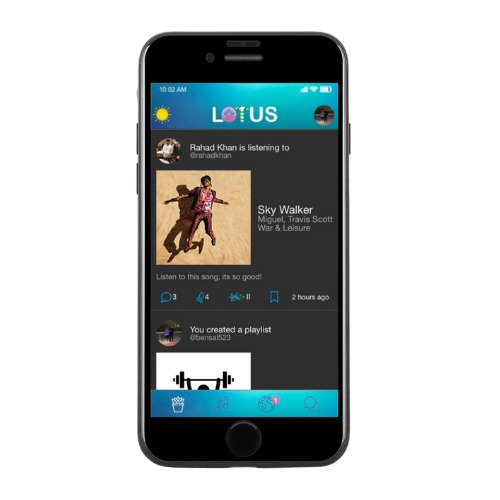 10:02 AM
LOTUS
Rahad Khan is listening to
@rahadkhan
Sky Walker
Miguel, Travis Scott
War & Leisure
Listen to this song, its so good!
3
4
-11
2 hours ago
You created a playlist
@bensal523
1